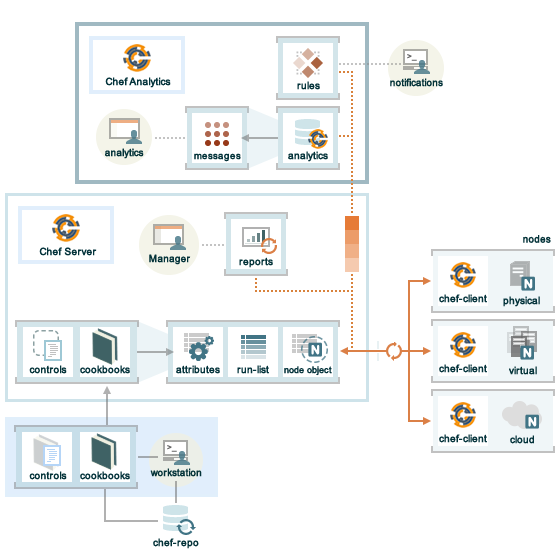 Chef Analytics
rules
notifications
analytics
messages
analytics
Chef Server
Manager
reports
nodes
chef-client
physical
controls
cookbooks
attributes
run-list
node object
N
chef-client
virtual
N
chef-client
cloud
N
N
controls
cookbooks
>_
workstation
>_
chef-repo